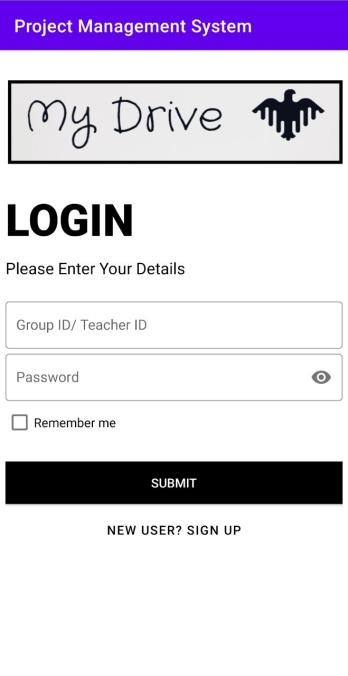 Project Management System
My Drive
LOGIN
Please Enter Your Details
Group ID/ Teacher ID
Password
Remember me
SUBMIT
NEW USER? SIGN UP